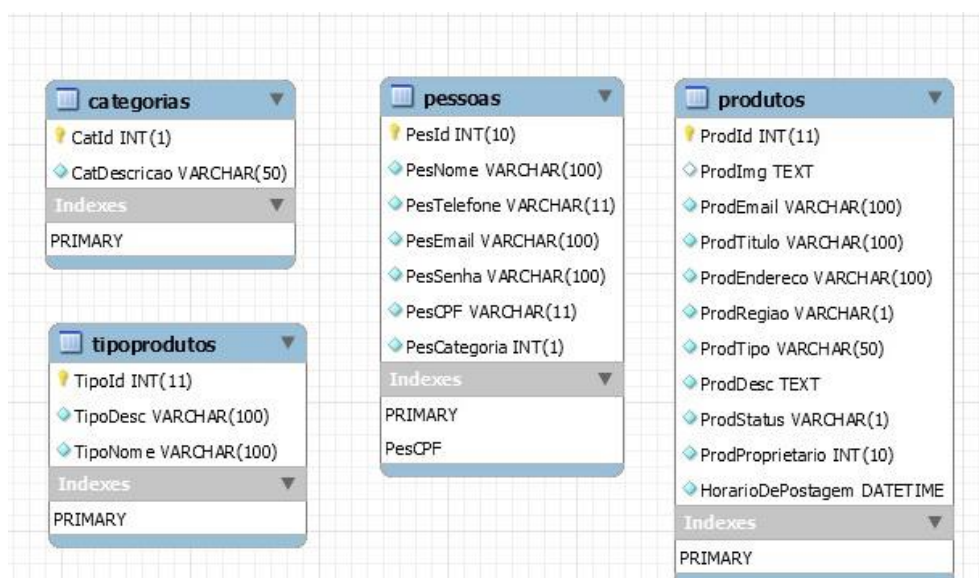 categorias
CatId INT(1)
CatDescricao VARCHAR(50)
Indexes
PRIMARY
tipoprodutos
TipoId INT(11)
TipoDesc VARCHAR(100)
TipoNome VARCHAR(100)
Indexes
PRIMARY
pessoas
PesId INT(10)
PesNome VARCHAR(100)
PesTelefone VARCHAR(11)
PesEmail VARCHAR(100)
PesSenha VARCHAR(100)
PesCPF VARCHAR(11)
PesCategoria INT(1)
Indexes
PRIMARY
PesCPF
produtos
ProdId INT(11)
ProdImg TEXT
ProdEmail VARCHAR(100)
ProdTitulo VARCHAR(100)
ProdEndereco VARCHAR(100)
ProdRegiao VARCHAR(1)
ProdTipo VARCHAR(50)
ProdDesc TEXT
ProdStatus VARCHAR(1)
ProdProprietario INT(10)
HorarioDePostagem DATETIME
Indexes
PRIMARY